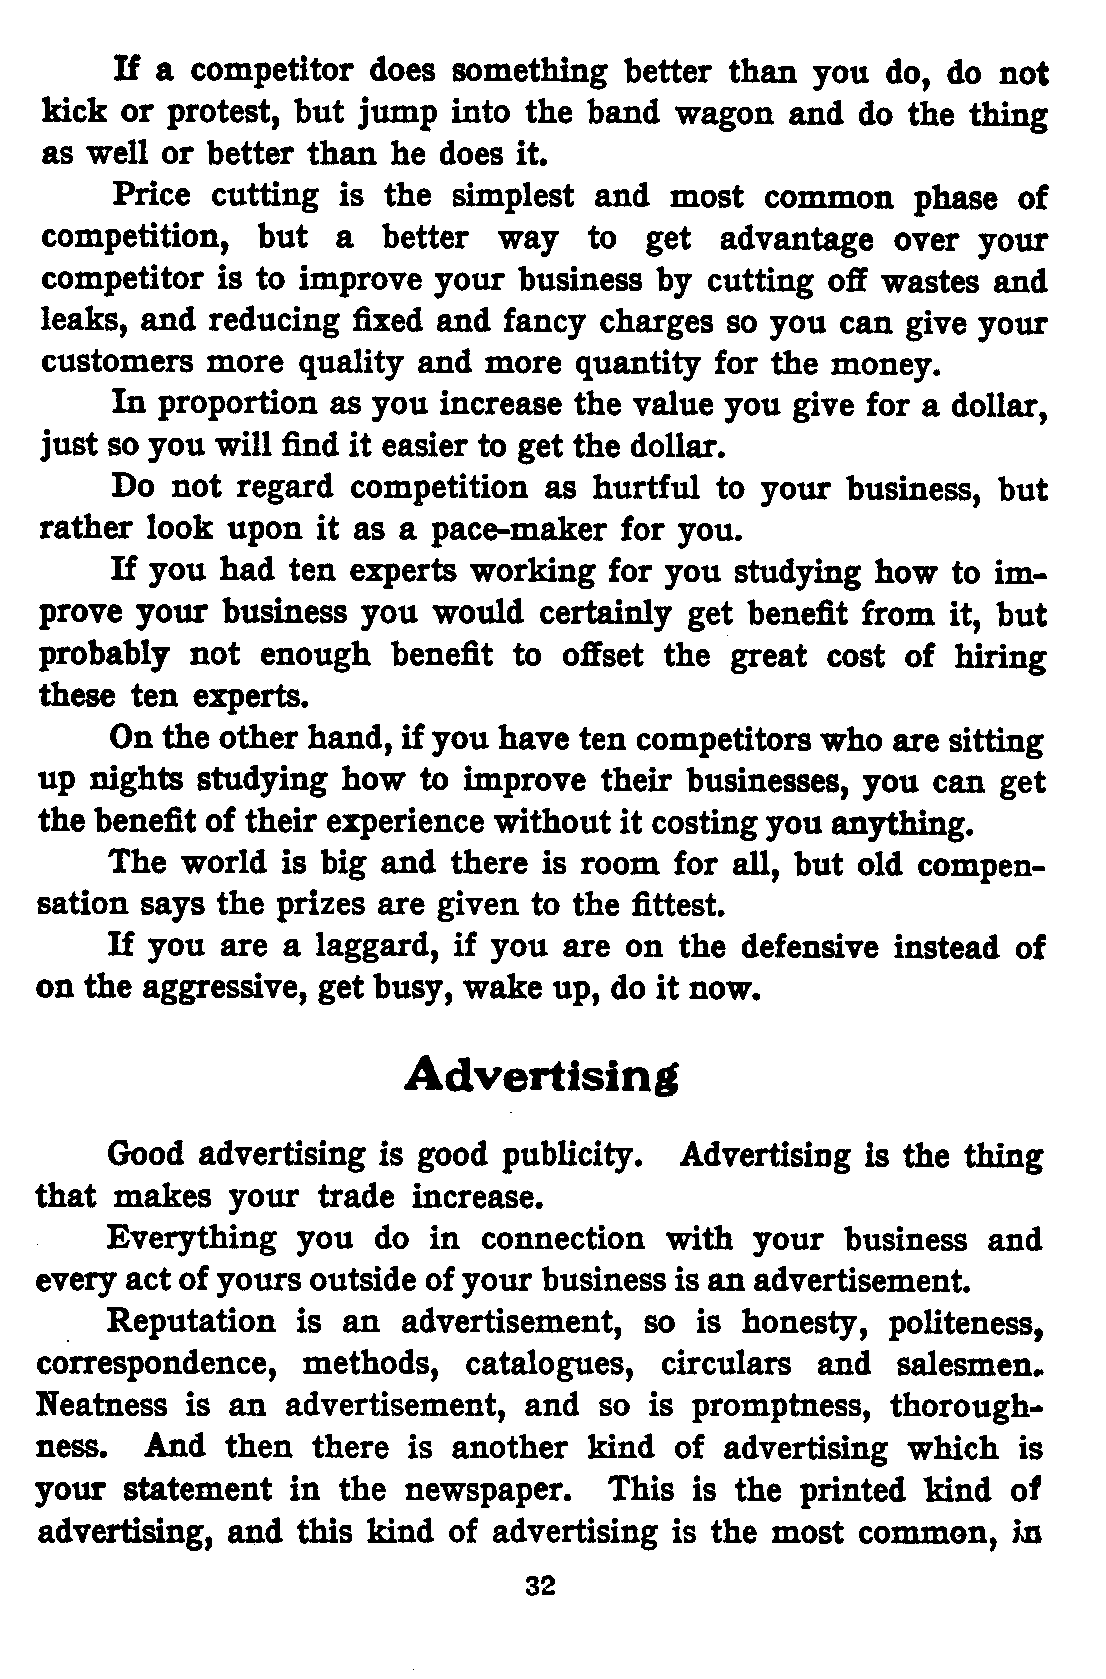 If a competitor does something better than you do, do not
kick or protest, but jump into the band wagon and do the thing
as well or better than he does it.
Price cutting is the simplest and most common phase of
competition, but a better way to get advantage over your
competitor is to improve your business by cutting off wastes and
leaks, and reducing fixed and fancy charges so you can give your
customers more quality and more quantity for the money.
In proportion as you increase the value you give for a dollar,
just so you will find it easier to get the dollar.
Do not regard competition as hurtful to your business, but
rather look upon it as a pace-maker for you.
If you had ten experts working for you studying how to im-
prove your business you would certainly get benefit from it, but
probably not enough benefit to offset the great cost of hiring
these ten experts.
On the other hand, if you have ten competitors who are sitting
up nights studying how to improve their businesses, you can get
the benefit of their experience without it costing you anything.
The world is big and there is room for all, but old compen-
sation says the prizes are given to the fittest.
If you are a laggard, if you are on the defensive instead of
on the aggressive, get busy, wake up, do it now.
Advertising
Good advertising is good publicity. Advertising is the thing
that makes your trade increase.
Everything you do in connection with your business and
every act of yours outside of your business is an advertisement.
Reputation is an advertisement, so is honesty, politeness,
correspondence, methods, catalogues, circulars and salesmen.
Neatness is an advertisement, and so is promptness, thorough-
ness. And then there is another kind of advertising which is
your statement in the newspaper. This is the printed kind of
advertising, and this kind of advertising is the most common, in
32